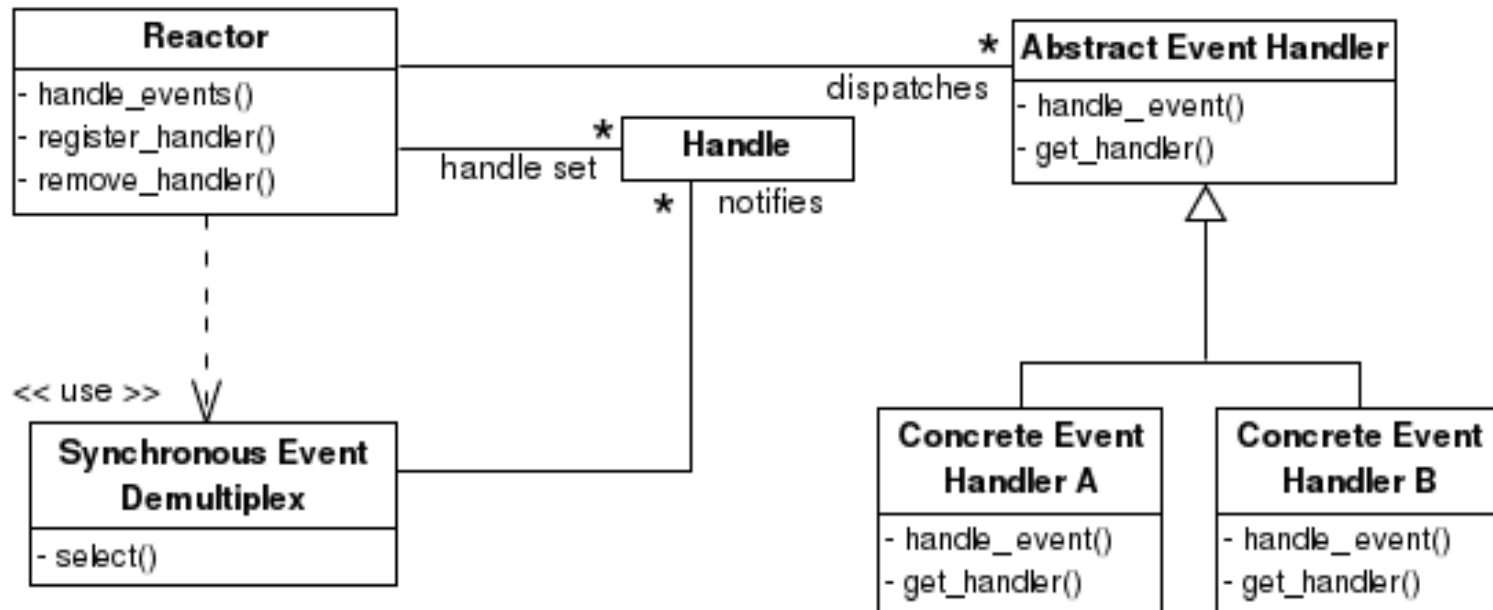 Reactor
- handle_events()
- register_handler()
- remove_handler()
* Abstract Event Handler
dispatches
- handle_event()
- get_handler()
*
handle set
Handle
* notifies
<< use >>
Synchronous Event
Demultiplex
- select()
Concrete Event
Handler A
- handle_event()
- get_handler()
Concrete Event
Handler B
- handle_event()
- get_handler()